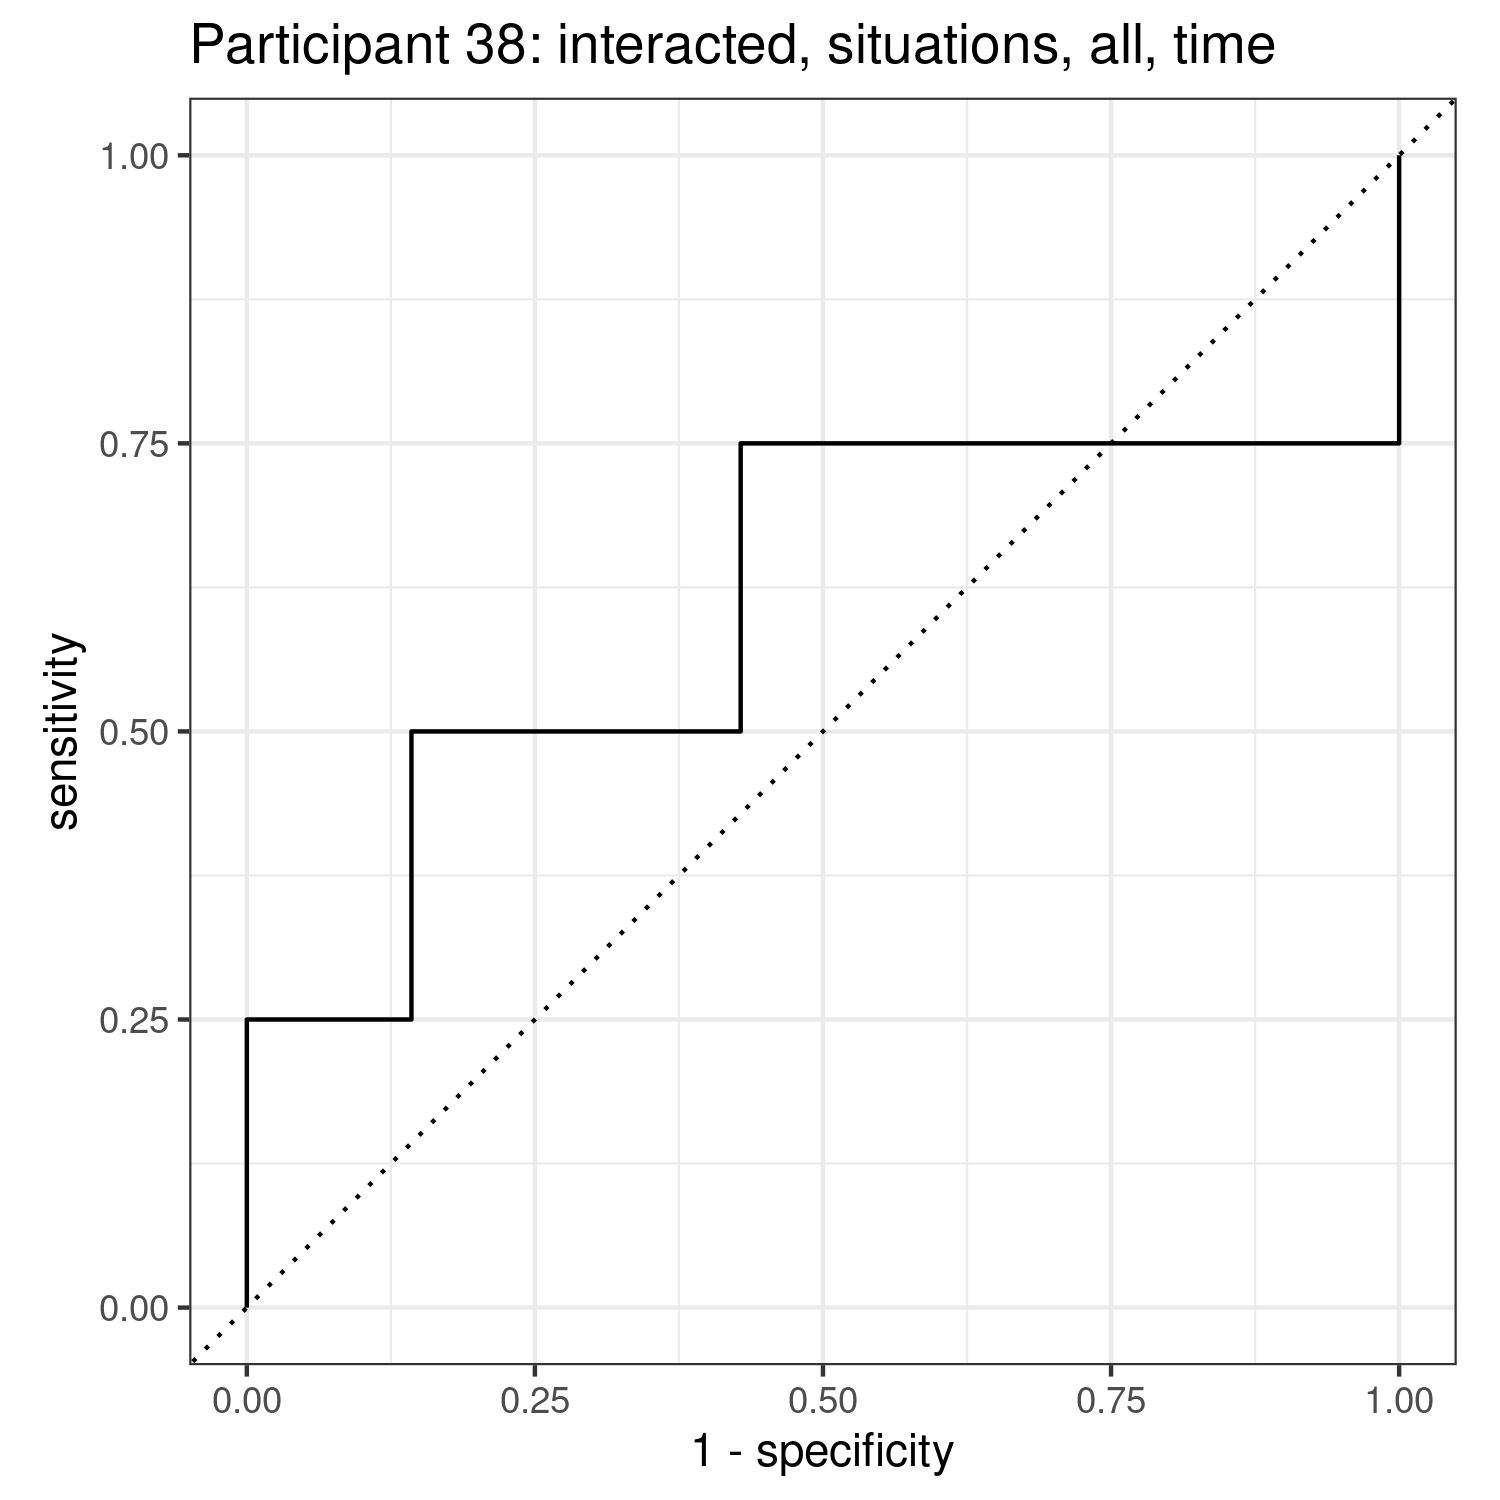 Participant 38: interacted, situations, all, time
1.00
0.75
0.50
0.25
0.00
sensitivity
0.00 0.25 0.50 0.75 1.00
1 - specificity